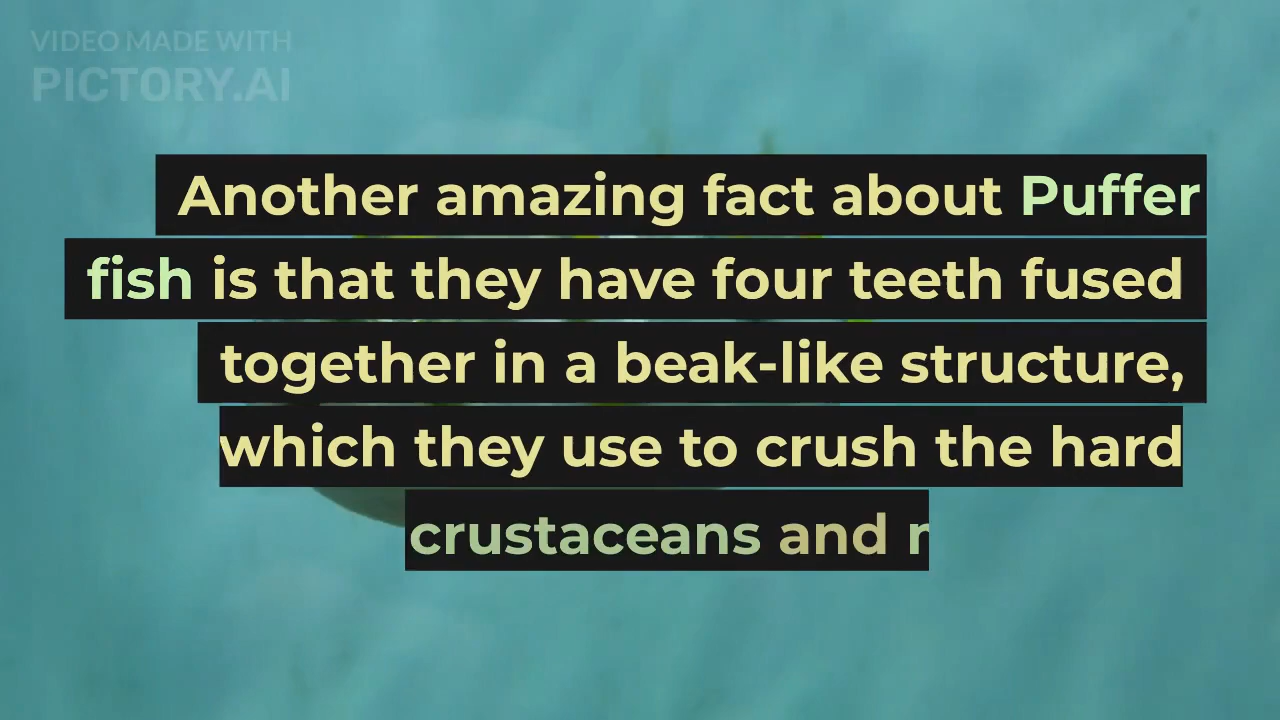 VIDEO MADE WITH
PICTORY.AI
Another amazing fact about Puffer
fish is that they have four teeth fused
together in a beak-like structure,
which they use to crush the hard
crustaceans and